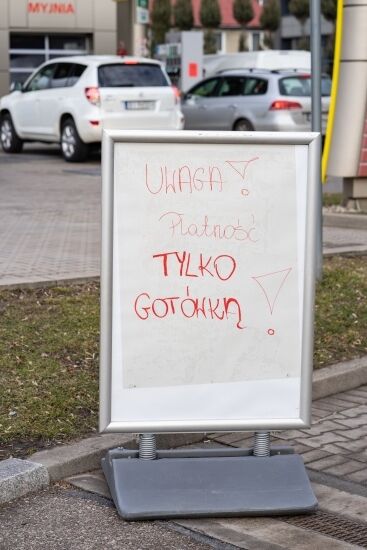 MYJNIA
UWAGA !
Płatność
TYLKO
GOTÓWKĄ !